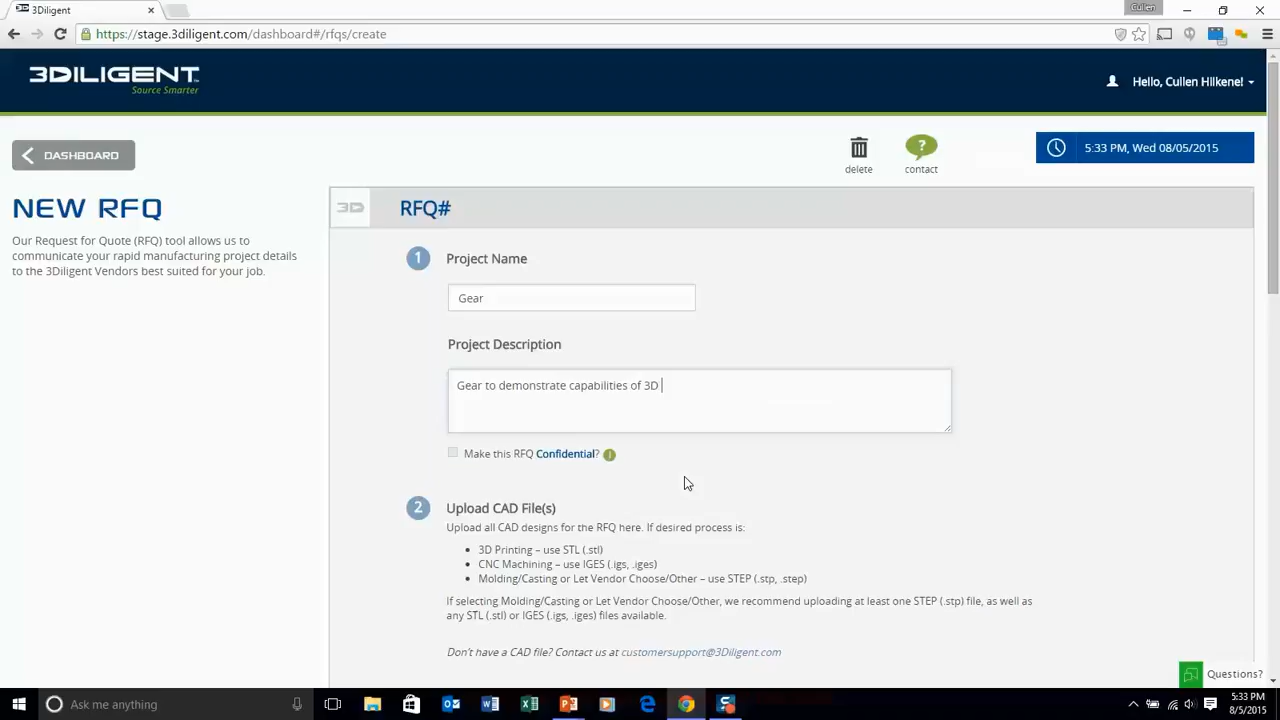 3Diligent
Cullen
https://stage.3diligent.com/dashboard#/rfqs/create
3DILIGENT
Source Smarter
Hello, Cullen Hilkene!
DASHBOARD
delete
contact
5:33 PM, Wed 08/05/2015
NEW RFQ
Our Request for Quote (RFQ) tool allows us to
communicate your rapid manufacturing project details
to the 3Diligent Vendors best suited for your job.
3D
RFQ#
1 Project Name
Gear
Project Description
Gear to demonstrate capabilities of 3D
Make this RFQ Confidential? i
2 Upload CAD File(s)
Upload all CAD designs for the RFQ here. If desired process is:
• 3D Printing – use STL (.stl)
• CNC Machining – use IGES (.igs, .iges)
• Molding/Casting or Let Vendor Choose/Other – use STEP (.stp, .step)
If selecting Molding/Casting or Let Vendor Choose/Other, we recommend uploading at least one STEP (.stp) file, as well as
any STL (.stl) or IGES (.igs, .iges) files available.
Don't have a CAD file? Contact us at customersupport@3Diligent.com
Questions?
Ask me anything
5:33 PM
8/5/2015